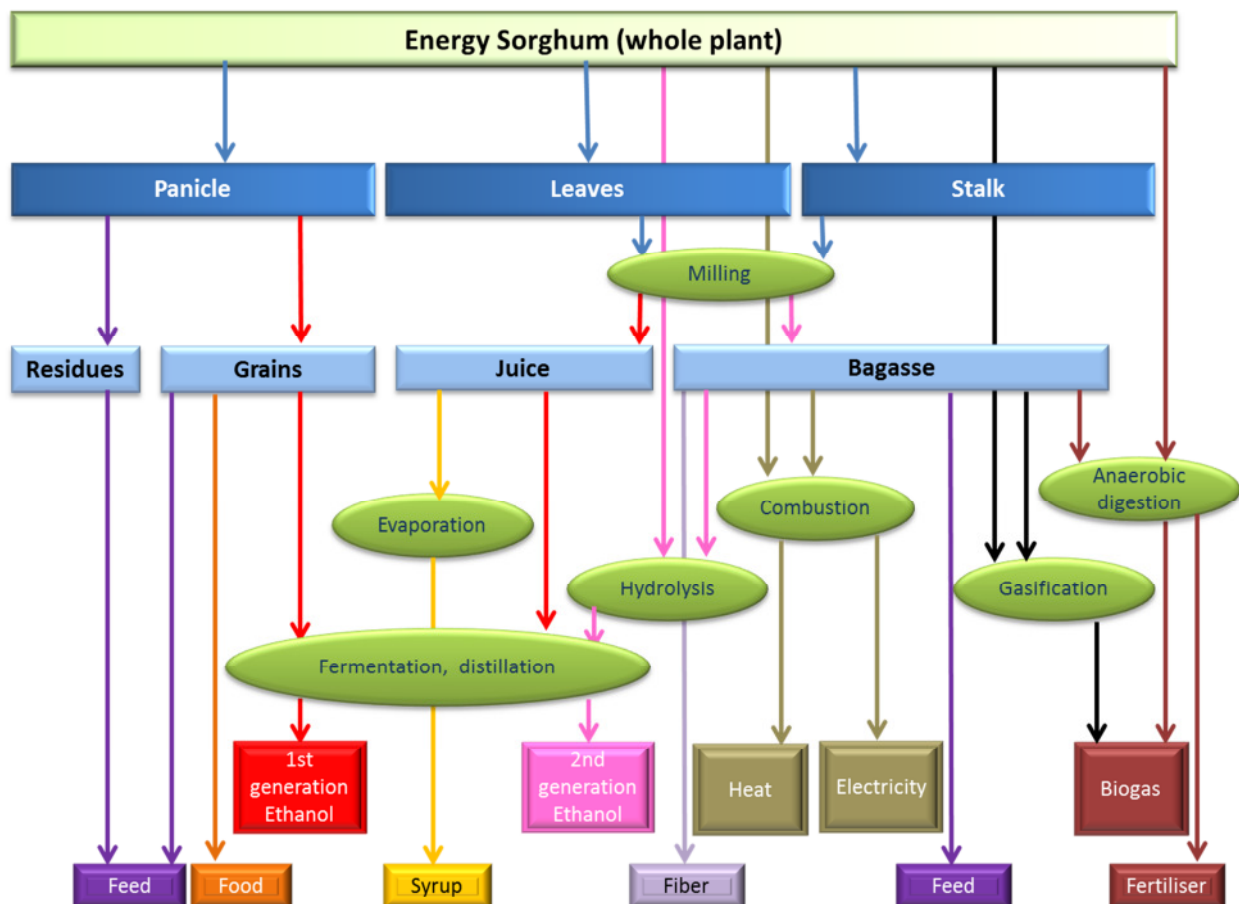 Energy Sorghum (whole plant)
Panicle
Leaves
Stalk
Milling
Residues
Grains
Juice
Bagasse
Evaporation
Combustion
Anaerobic
digestion
Hydrolysis
Gasification
Fermentation, distillation
1st
generation
Ethanol
2nd
generation
Ethanol
Heat
Electricity
Biogas
Feed
Food
Syrup
Fiber
Feed
Fertiliser